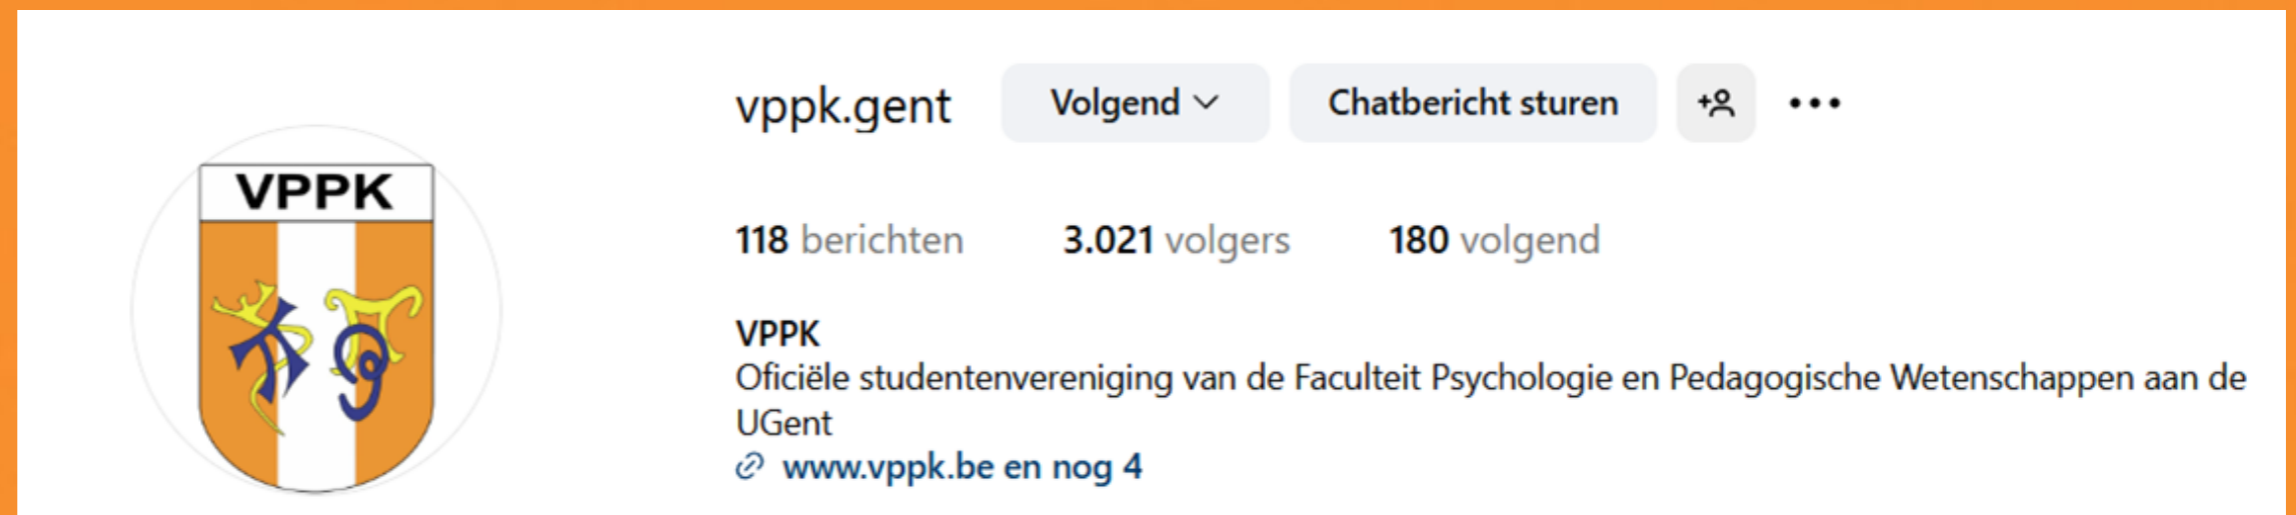 vppk.gent Volgend Chatbericht sturen
VPPK
118 berichten 3.021 volgers 180 volgend
VPPK
Oficiële studentenvereniging van de Faculteit Psychologie en Pedagogische Wetenschappen aan de
UGent
www.vppk.be en nog 4